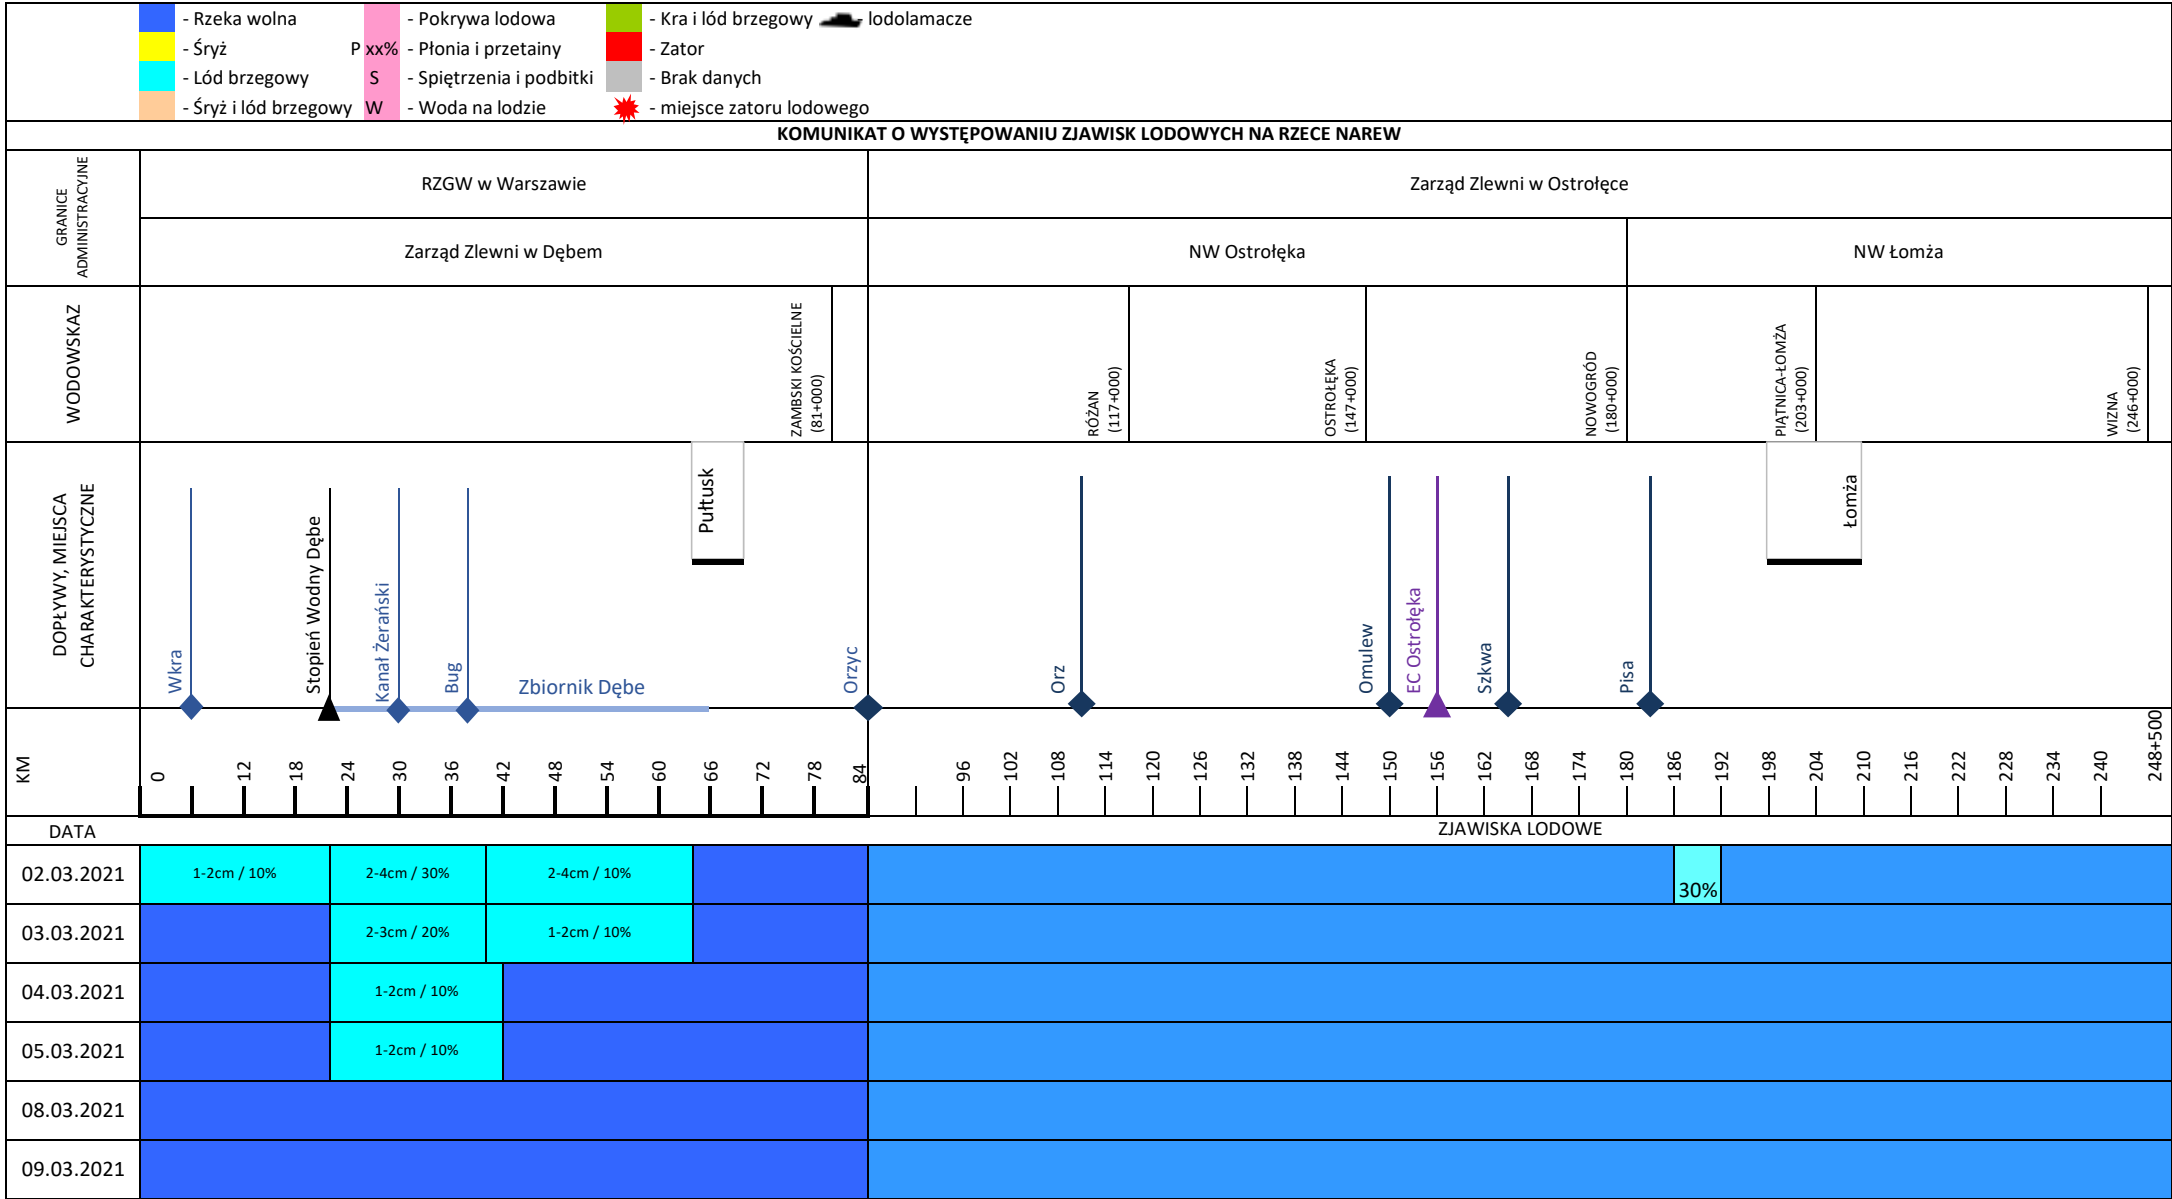 - Rzeka wolna
- Pokrywa lodowa
- Kra i lód brzegowy
- lodolamacze
- Śryż
P xx%
- Płonia i przetainy
- Zator
- Lód brzegowy
S
- Spiętrzenia i podbitki
- Brak danych
- Śryż i lód brzegowy
W
- Woda na lodzie
- miejsce zatoru lodowego
KOMUNIKAT O WYSTĘPOWANIU ZJAWISK LODOWYCH NA RZECE NAREW
GRANICE
ADMINISTRACYJNE
RZGW w Warszawie
Zarząd Zlewni w Ostrołęce
Zarząd Zlewni w Dębem
NW Ostrołęka
NW Łomża
WODOWSKAZ
ZAMBSKI KOŚCIELNE
(81+000)
RÓŻAN
(117+000)
OSTROŁĘKA
(147+000)
NOWOGRÓD
(180+000)
PIĄTNICA-ŁOMŻA
(203+000)
WIZNA
(246+000)
DOPŁYWY, MIEJSCA
CHARAKTERYSTYCZNE
Wkra
Stopień Wodny Dębe
Kanał Żerański
Bug
Zbiornik Dębe
Pułtusk
Orzyc
Orz
Omulew
EC Ostrołęka
Szkwa
Pisa
Łomża
KM
0
12
18
24
30
36
42
48
54
60
66
72
78
84
96
102
108
114
120
126
132
138
144
150
156
162
168
174
180
186
192
198
204
210
216
222
228
234
240
248+500
DATA
ZJAWISKA LODOWE
02.03.2021
1-2cm / 10%
2-4cm / 30%
2-4cm / 10%
30%
03.03.2021
2-3cm / 20%
1-2cm / 10%
04.03.2021
1-2cm / 10%
05.03.2021
1-2cm / 10%
08.03.2021
09.03.2021